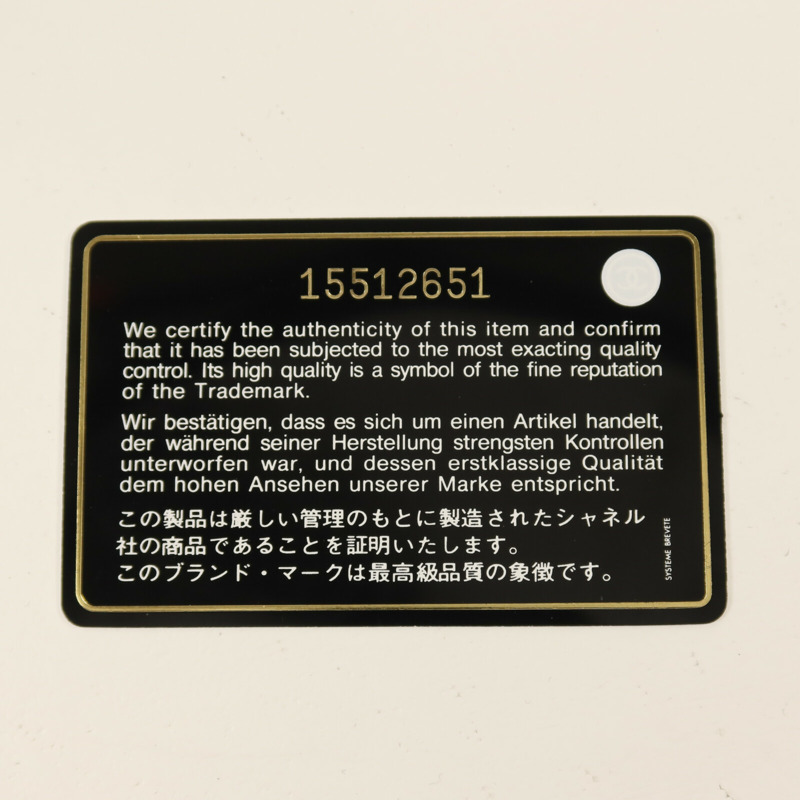 15512651
We certify the authenticity of this item and confirm
that it has been subjected to the most exacting quality
control. Its high quality is a symbol of the fine reputation
of the Trademark.
Wir bestätigen, dass es sich um einen Artikel handelt,
der während seiner Herstellung strengsten Kontrollen
unterworfen war, und dessen erstklassige Qualität
dem hohen Ansehen unserer Marke entspricht.
この製品は厳しい管理のもとに製造されたシャネル
社の商品であることを証明いたします。
このブランド・マークは最高級品質の象徴です。
SYSTEME BREVETE